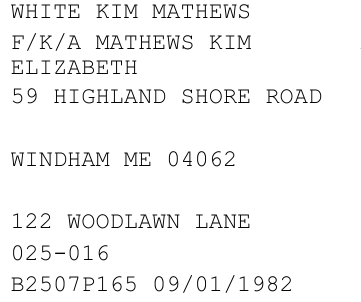 WHITE KIM MATHEWS
F/K/A MATHEWS KIM
ELIZABETH
59 HIGHLAND SHORE ROAD
WINDHAM ME 04062
122 WOODLAWN LANE
025-016
B2507P165 09/01/1982